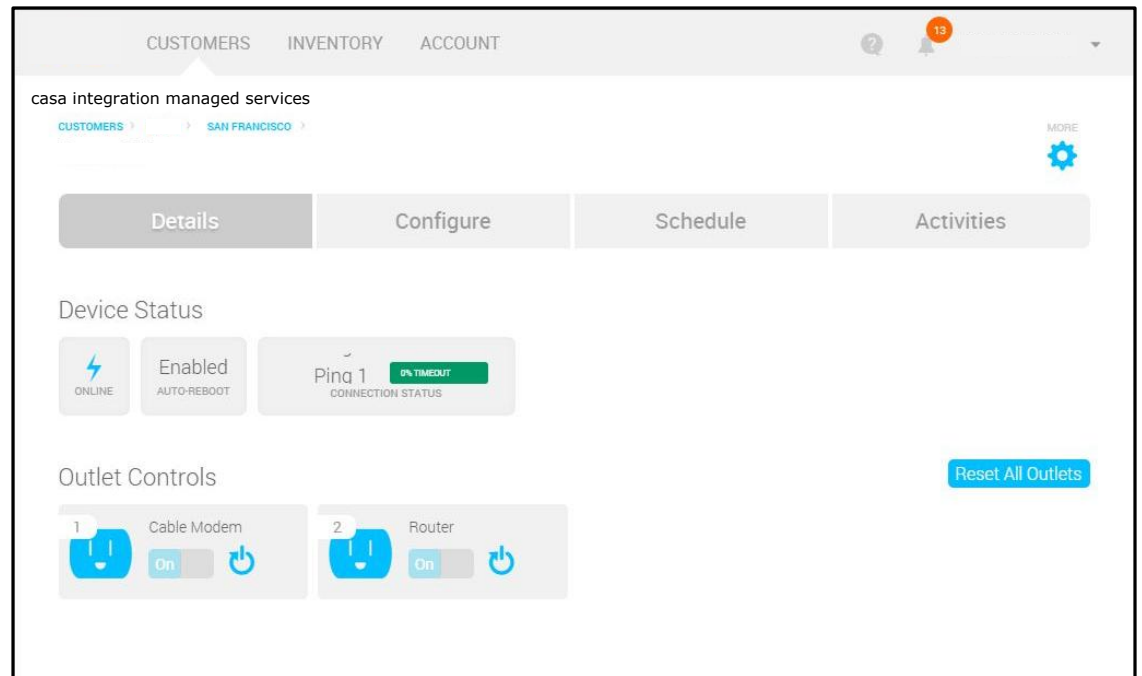 CUSTOMERS INVENTORY ACCOUNT 13
casa integration managed services
CUSTOMERS > > SAN FRANCISCO >
MORE
Details Configure Schedule Activities
Device Status
Enabled
Ping 1 0% TIMEOUT
ONLINE AUTO-REBOOT CONNECTION STATUS
Outlet Controls Reset All Outlets
1 Cable Modem 2 Router
On On